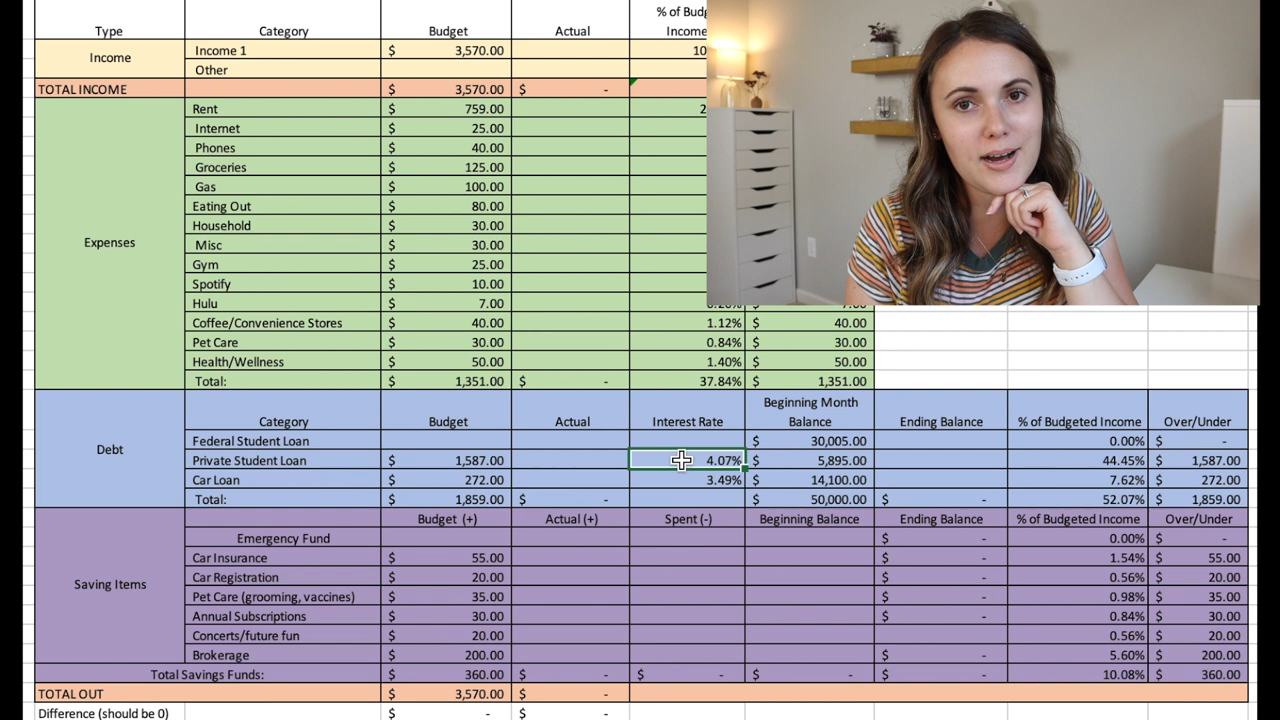 % of Budg
Type Category Budget Actual Income
Income Income 1 $ 3,570.00 10
Other
TOTAL INCOME $ 3,570.00 $ -
Expenses
Rent $ 759.00 2
Internet $ 25.00
Phones $ 40.00
Groceries $ 125.00
Gas $ 100.00
Eating Out $ 80.00
Household $ 30.00
Misc $ 30.00
Gym $ 25.00
Spotify $ 10.00
Hulu $ 7.00
Coffee/Convenience Stores $ 40.00 1.12% $ 40.00
Pet Care $ 30.00 0.84% $ 30.00
Health/Wellness $ 50.00 1.40% $ 50.00
Total: $ 1,351.00 $ - 37.84% $ 1,351.00
Debt
Category Budget Actual Interest Rate Beginning Month Balance Ending Balance % of Budgeted Income Over/Under
Federal Student Loan $ 30,005.00 0.00% $ -
Private Student Loan $ 1,587.00 4.07% $ 5,895.00 44.45% $ 1,587.00
Car Loan $ 272.00 3.49% $ 14,100.00 7.62% $ 272.00
Total: $ 1,859.00 $ - $ 50,000.00 $ - 52.07% $ 1,859.00
Saving Items
Budget (+) Actual (+) Spent (-) Beginning Balance Ending Balance % of Budgeted Income Over/Under
Emergency Fund $ - 0.00% $ -
Car Insurance $ 55.00 $ - 1.54% $ 55.00
Car Registration $ 20.00 $ - 0.56% $ 20.00
Pet Care (grooming, vaccines) $ 35.00 $ - 0.98% $ 35.00
Annual Subscriptions $ 30.00 $ - 0.84% $ 30.00
Concerts/future fun $ 20.00 0.56% $ 20.00
Brokerage $ 200.00 $ - 5.60% $ 200.00
Total Savings Funds: $ 360.00 $ - $ - $ - $ - 10.08% $ 360.00
TOTAL OUT $ 3,570.00 $ -
Difference (should be 0) $ - $ -